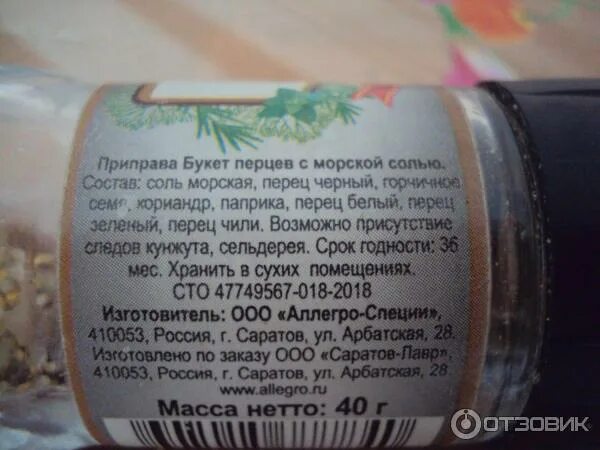 Приправа Букет перцев с морской солью.
Состав: соль морская, перец черный, горчичное
семя, кориандр, паприка, перец белый, перец
зеленый, перец чили. Возможно присутствие
следов кунжута, сельдерея. Срок годности: 36
мес. Хранить в сухих помещениях.
СТО 47749567-018-2018
Изготовитель: ООО «Аллегро-Специи»,
410053, Россия, г. Саратов, ул. Арбатская, 28.
Изготовлено по заказу ООО «Саратов-Лавр»,
410053, Россия, г. Саратов, ул. Арбатская, 28.
www.allegro.ru
Масса нетто: 40 г
ОТЗОВИК